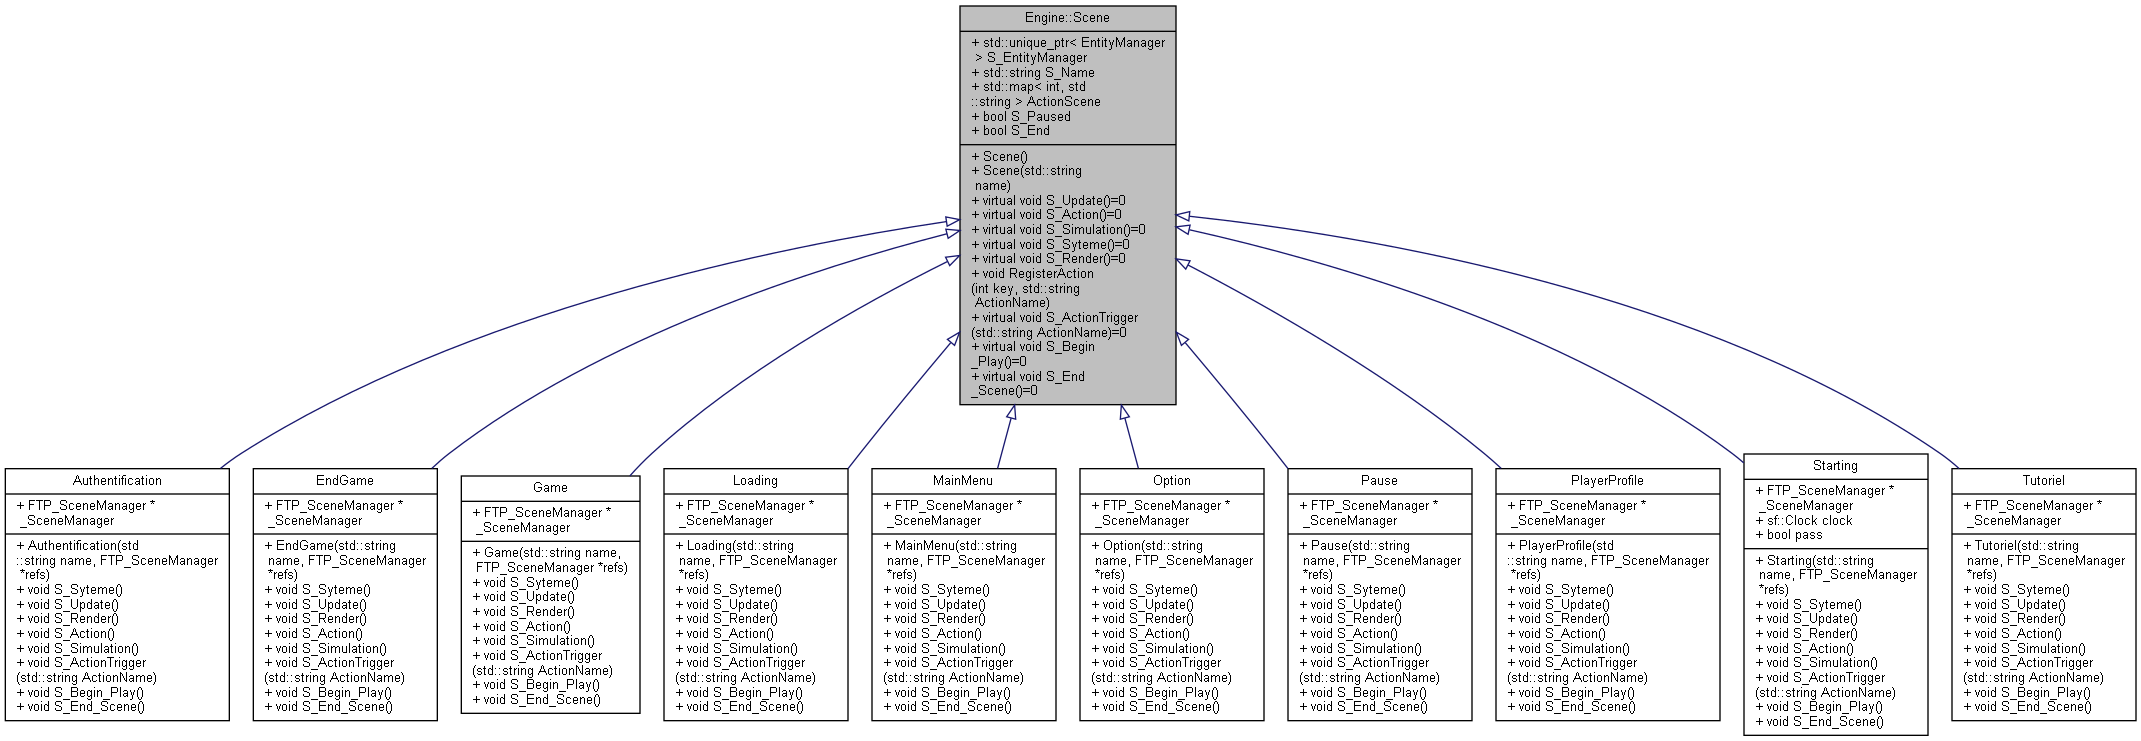 Engine::Scene
+ std::unique_ptr< EntityManager
> S_EntityManager
+ std::string S_Name
+ std::map< int, std
::string > ActionScene
+ bool S_Paused
+ bool S_End
+ Scene()
+ Scene(std::string
name)
+ virtual void S_Update()=0
+ virtual void S_Action()=0
+ virtual void S_Simulation()=0
+ virtual void S_Syteme()=0
+ virtual void S_Render()=0
+ void RegisterAction
(int key, std::string
ActionName)
+ virtual void S_ActionTrigger
(std::string ActionName)=0
+ virtual void S_Begin
_Play()=0
+ virtual void S_End
_Scene()=0
Authentification
+ FTP_SceneManager *
_SceneManager
+ Authentification(std
::string name, FTP_SceneManager
*refs)
+ void S_Syteme()
+ void S_Update()
+ void S_Render()
+ void S_Action()
+ void S_Simulation()
+ void S_ActionTrigger
(std::string ActionName)
+ void S_Begin_Play()
+ void S_End_Scene()
EndGame
+ FTP_SceneManager *
_SceneManager
+ EndGame(std::string
name, FTP_SceneManager
*refs)
+ void S_Syteme()
+ void S_Update()
+ void S_Render()
+ void S_Action()
+ void S_Simulation()
+ void S_ActionTrigger
(std::string ActionName)
+ void S_Begin_Play()
+ void S_End_Scene()
Game
+ FTP_SceneManager *
_SceneManager
+ Game(std::string name,
FTP_SceneManager *refs)
+ void S_Syteme()
+ void S_Update()
+ void S_Render()
+ void S_Action()
+ void S_Simulation()
+ void S_ActionTrigger
(std::string ActionName)
+ void S_Begin_Play()
+ void S_End_Scene()
Loading
+ FTP_SceneManager *
_SceneManager
+ Loading(std::string
name, FTP_SceneManager
*refs)
+ void S_Syteme()
+ void S_Update()
+ void S_Render()
+ void S_Action()
+ void S_Simulation()
+ void S_ActionTrigger
(std::string ActionName)
+ void S_Begin_Play()
+ void S_End_Scene()
MainMenu
+ FTP_SceneManager *
_SceneManager
+ MainMenu(std::string
name, FTP_SceneManager
*refs)
+ void S_Syteme()
+ void S_Update()
+ void S_Render()
+ void S_Action()
+ void S_Simulation()
+ void S_ActionTrigger
(std::string ActionName)
+ void S_Begin_Play()
+ void S_End_Scene()
Option
+ FTP_SceneManager *
_SceneManager
+ Option(std::string
name, FTP_SceneManager
*refs)
+ void S_Syteme()
+ void S_Update()
+ void S_Render()
+ void S_Action()
+ void S_Simulation()
+ void S_ActionTrigger
(std::string ActionName)
+ void S_Begin_Play()
+ void S_End_Scene()
Pause
+ FTP_SceneManager *
_SceneManager
+ Pause(std::string
name, FTP_SceneManager
*refs)
+ void S_Syteme()
+ void S_Update()
+ void S_Render()
+ void S_Action()
+ void S_Simulation()
+ void S_ActionTrigger
(std::string ActionName)
+ void S_Begin_Play()
+ void S_End_Scene()
PlayerProfile
+ FTP_SceneManager *
_SceneManager
+ PlayerProfile(std
::string name, FTP_SceneManager
*refs)
+ void S_Syteme()
+ void S_Update()
+ void S_Render()
+ void S_Action()
+ void S_Simulation()
+ void S_ActionTrigger
(std::string ActionName)
+ void S_Begin_Play()
+ void S_End_Scene()
Starting
+ FTP_SceneManager *
_SceneManager
+ sf::Clock clock
+ bool pass
+ Starting(std::string
name, FTP_SceneManager
*refs)
+ void S_Syteme()
+ void S_Update()
+ void S_Render()
+ void S_Action()
+ void S_Simulation()
+ void S_ActionTrigger
(std::string ActionName)
+ void S_Begin_Play()
+ void S_End_Scene()
Tutoriel
+ FTP_SceneManager *
_SceneManager
+ Tutoriel(std::string
name, FTP_SceneManager
*refs)
+ void S_Syteme()
+ void S_Update()
+ void S_Render()
+ void S_Action()
+ void S_Simulation()
+ void S_ActionTrigger
(std::string ActionName)
+ void S_Begin_Play()
+ void S_End_Scene()